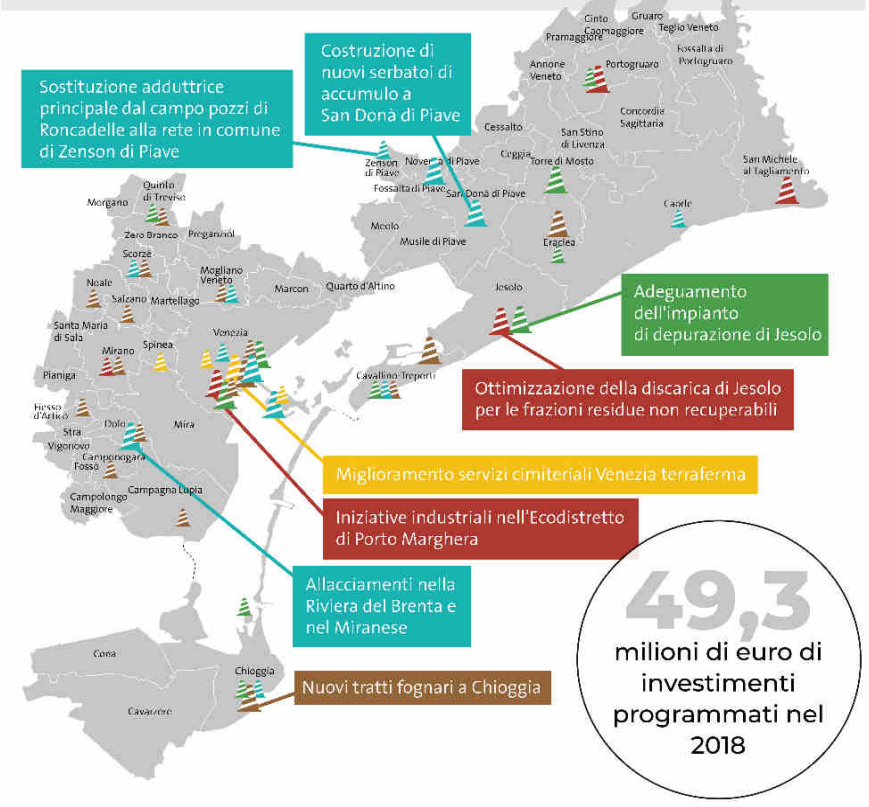 Cinto
Caomaggiore
Gruaro
Teglio Veneto
Pramaggiore
Fossalta di
Portogruaro
Annone
Veneto
Portogruaro
Concordia
Sagittaria
Cessalto
San Stino
di Livenza
Ceggia
Torre di Mosto
San Michele
al Tagliamento
Caorle
Costruzione di
nuovi serbatoi di
accumulo a
San Donà di Piave
Sostituzione adduttrice
principale dal campo pozzi di
Roncadelle alla rete in comune
di Zenson di Piave
Zenson
di Piave
Noventa di Piave
Fossalta di Piave
San Donà di Piave
Meolo
Musile di Piave
Eraclea
Jesolo
Quinto
di Treviso
Morgano
Zero Branco
Preganziol
Scorzè
Mogliano
Veneto
Marcon
Quarto d'Altino
Noale
Salzano
Martellago
Santa Maria
di Sala
Venezia
Mirano
Spinea
Pianiga
Cavallino-Treporti
Fiesso
d'Artico
Stra
Dolo
Mira
Vigonovo
Camponogara
Fossò
Campolongo
Maggiore
Campagna Lupia
Adeguamento
dell'impianto
di depurazione di Jesolo
Ottimizzazione della discarica di Jesolo
per le frazioni residue non recuperabili
Miglioramento servizi cimiteriali Venezia terraferma
Iniziative industriali nell'Ecodistretto
di Porto Marghera
Allacciamenti nella
Riviera del Brenta e
nel Miranese
Cona
Cavarzere
Chioggia
Nuovi tratti fognari a Chioggia
49,3
milioni di euro di
investimenti
programmati nel
2018